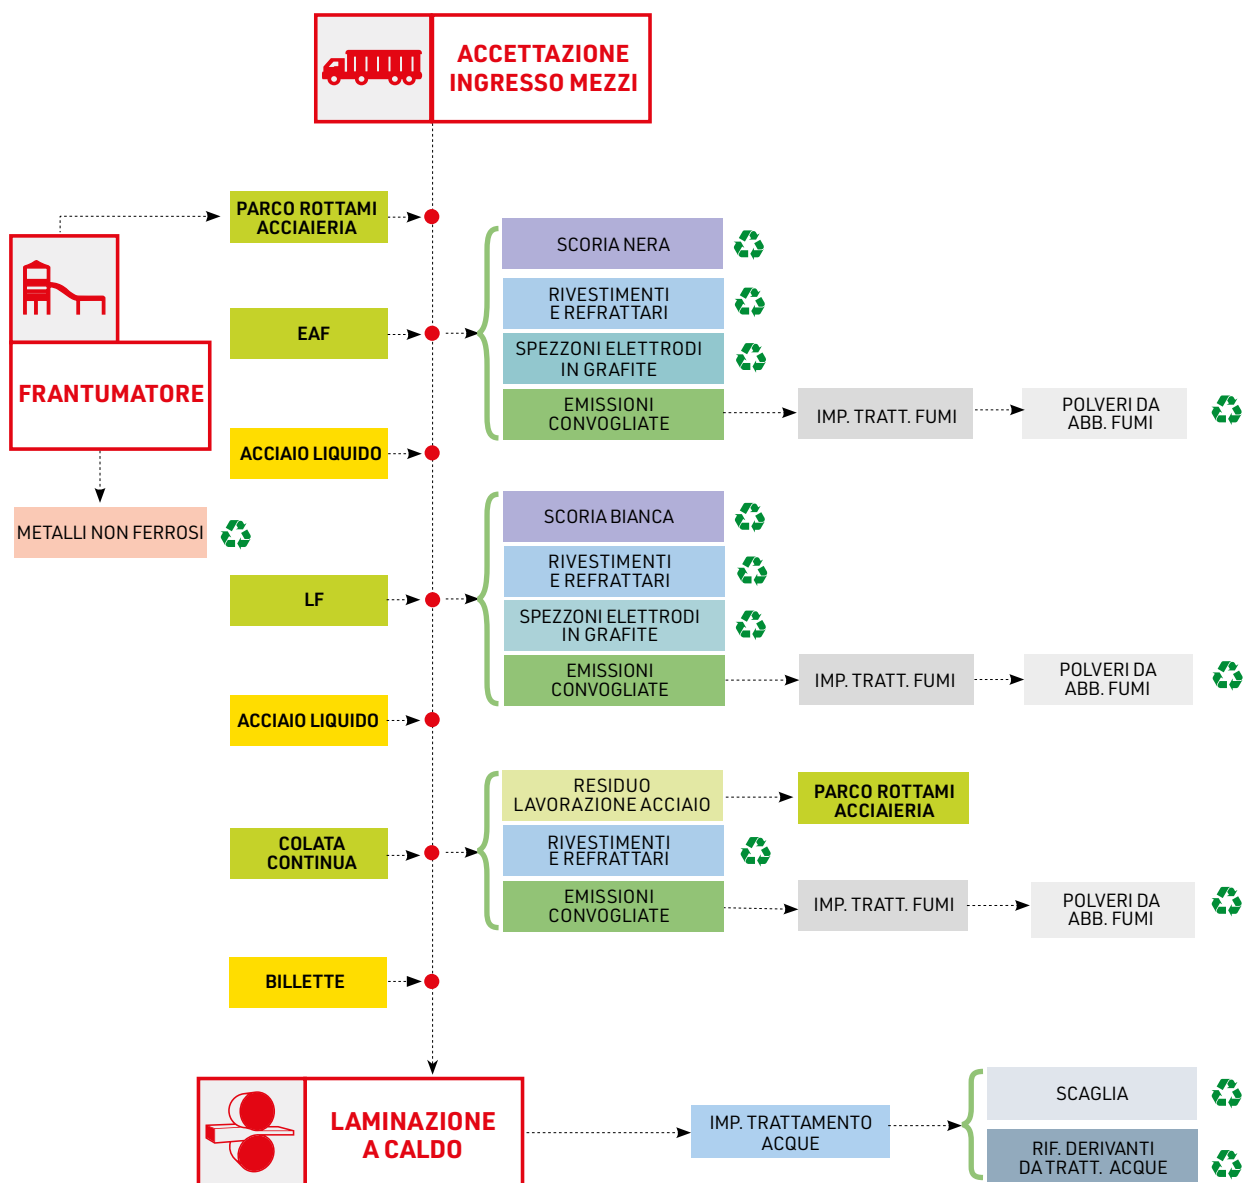 ACCETTAZIONE
INGRESSO MEZZI
PARCO ROTTAMI
ACCIAIERIA
SCORIA NERA
RIVESTIMENTI
E REFRATTARI
EAF
SPEZZONI ELETTRODI
IN GRAFITE
FRANTUMATORE
EMISSIONI
CONVOGLIATE
IMP. TRATT. FUMI
POLVERI DA
ABB. FUMI
ACCIAIO LIQUIDO
METALLI NON FERROSI
SCORIA BIANCA
RIVESTIMENTI
E REFRATTARI
LF
SPEZZONI ELETTRODI
IN GRAFITE
EMISSIONI
CONVOGLIATE
IMP. TRATT. FUMI
POLVERI DA
ABB. FUMI
ACCIAIO LIQUIDO
RESIDUO
LAVORAZIONE ACCIAIO
PARCO ROTTAMI
ACCIAIERIA
COLATA
CONTINUA
RIVESTIMENTI
E REFRATTARI
EMISSIONI
CONVOGLIATE
IMP. TRATT. FUMI
POLVERI DA
ABB. FUMI
BILLETTE
LAMINAZIONE
A CALDO
IMP. TRATTAMENTO
ACQUE
SCAGLIA
RIF. DERIVANTI
DA TRATT. ACQUE